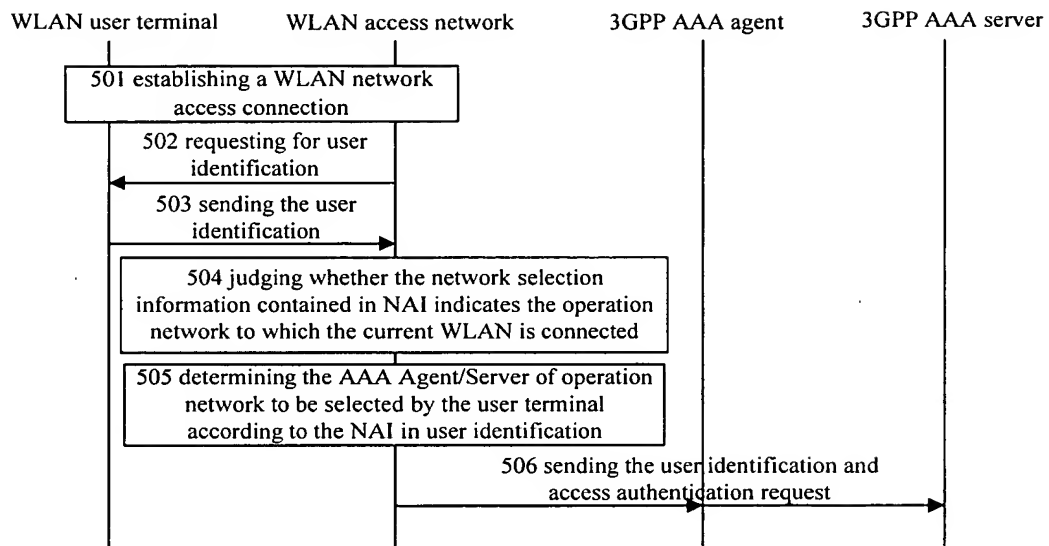 WLAN user terminal
WLAN access network
3GPP AAA agent
3GPP AAA server
501 establishing a WLAN network
access connection
502 requesting for user
identification
503 sending the user
identification
504 judging whether the network selection
information contained in NAI indicates the operation
network to which the current WLAN is connected
505 determining the AAA Agent/Server of operation
network to be selected by the user terminal
according to the NAI in user identification
506 sending the user identification and
access authentication request